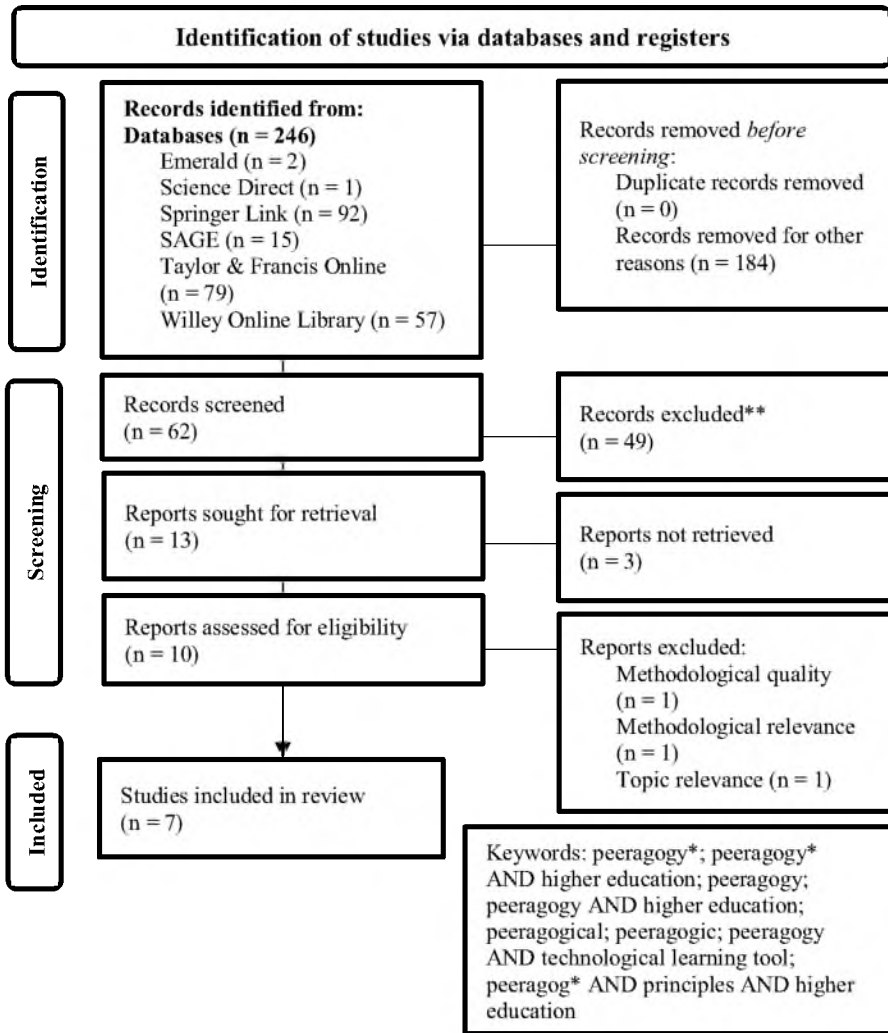 Identification of studies via databases and registers
Identification
Records identified from:
Databases (n = 246)
Emerald (n = 2)
Science Direct (n = 1)
Springer Link (n = 92)
SAGE (n = 15)
Taylor & Francis Online
(n = 79)
Willey Online Library (n = 57)
Records removed before
screening:
Duplicate records removed
(n = 0)
Records removed for other
reasons (n = 184)
Screening
Records screened
(n = 62)
Records excluded**
(n = 49)
Reports sought for retrieval
(n = 13)
Reports not retrieved
(n = 3)
Reports assessed for eligibility
(n = 10)
Reports excluded:
Methodological quality
(n = 1)
Methodological relevance
(n = 1)
Topic relevance (n = 1)
Included
Studies included in review
(n = 7)
Keywords: peeragogy*; peeragogy*
AND higher education; peeragogy;
peeragogy AND higher education;
peeragogical; peeragogic; peeragogy
AND technological learning tool;
peeragog* AND principles AND higher
education